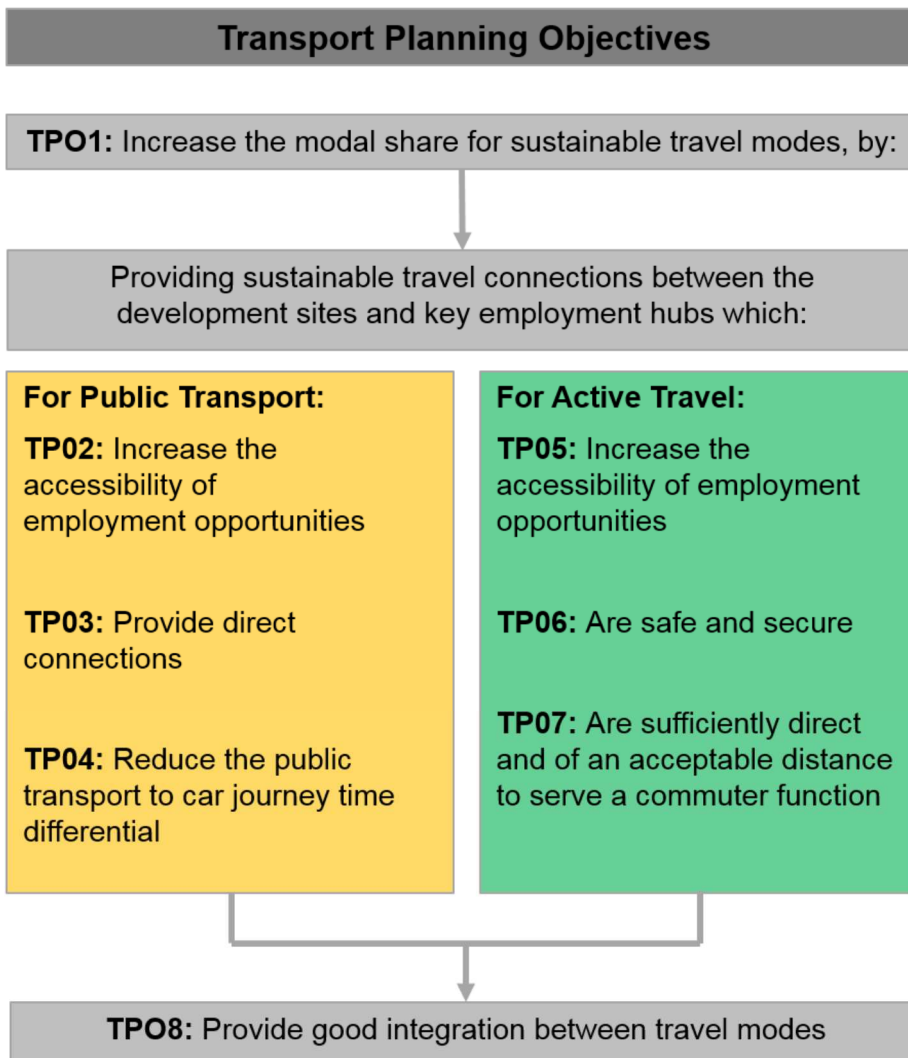 Transport Planning Objectives
TPO1: Increase the modal share for sustainable travel modes, by:
Providing sustainable travel connections between the
development sites and key employment hubs which:
For Public Transport:
TP02: Increase the
accessibility of
employment opportunities
TP03: Provide direct
connections
TP04: Reduce the public
transport to car journey time
differential
For Active Travel:
TP05: Increase the
accessibility of employment
opportunities
TP06: Are safe and secure
TP07: Are sufficiently direct
and of an acceptable distance
to serve a commuter function
TPO8: Provide good integration between travel modes